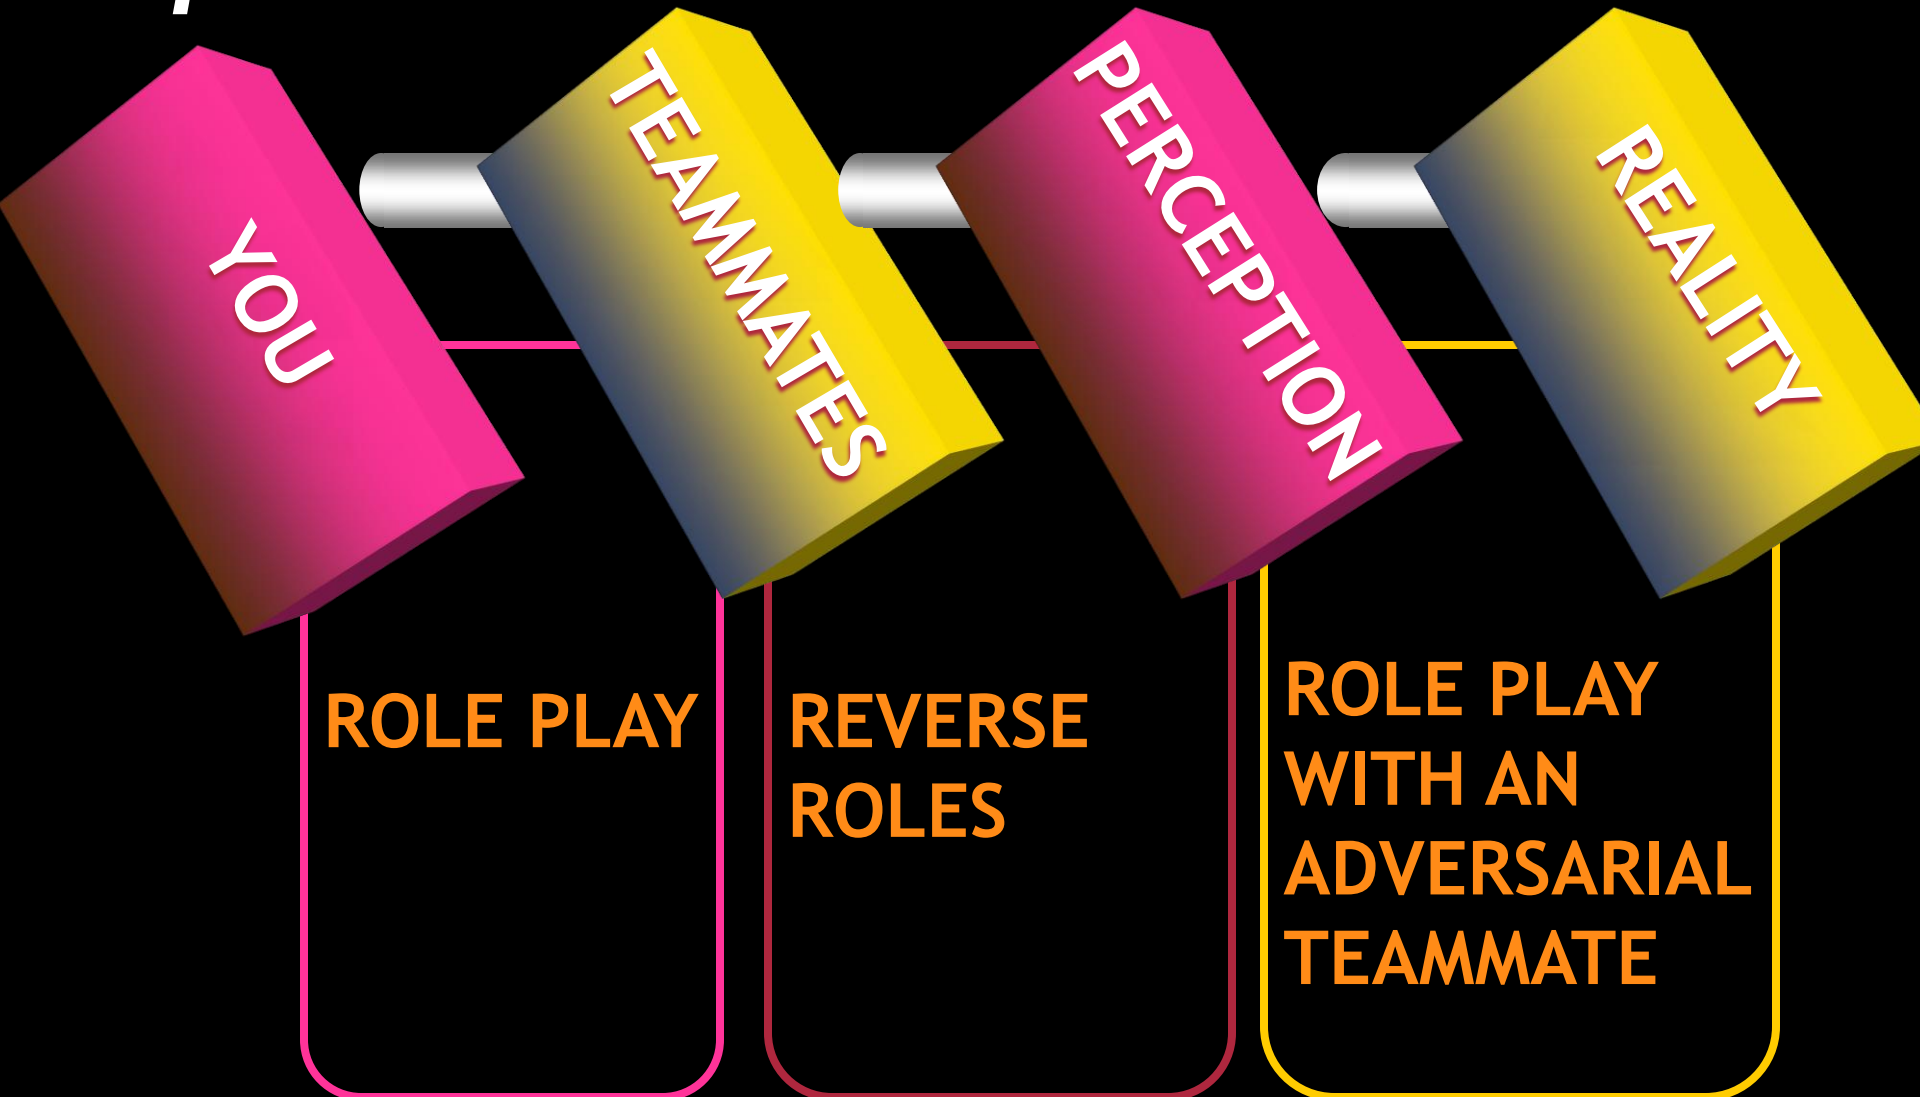 YOU
TEAMMATES
PERCEPTION
REALITY
ROLE PLAY
REVERSE
ROLES
ROLE PLAY
WITH AN
ADVERSARIAL
TEAMMATE